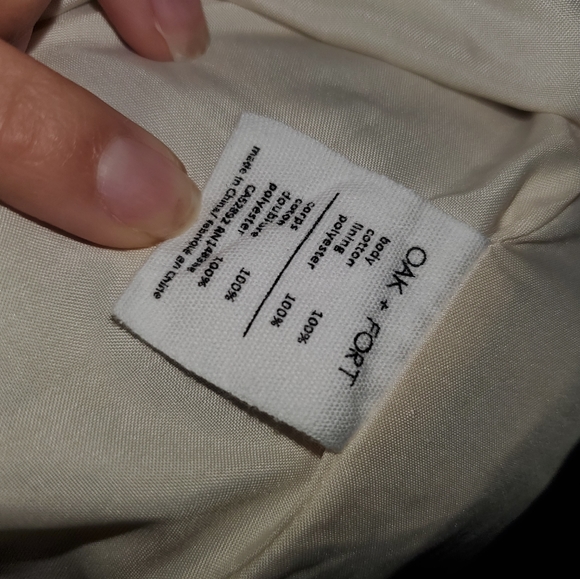 OAK + FORT
body
cotton 100%
lining
polyester 100%
corps
coton 100%
doublure
polyester 100%
CA52892
made in China/ fabriqué en chine